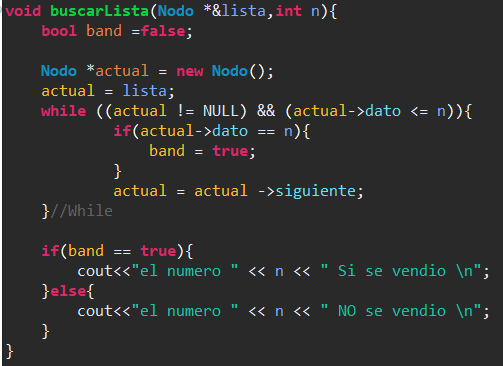 void buscarLista(Nodo *&lista,int n){
    bool band =false;

    Nodo *actual = new Nodo();
    actual = lista;
    while ((actual != NULL) && (actual->dato <= n)){
            if(actual->dato == n){
                band = true;
            }
            actual = actual ->siguiente;
    }//While

    if(band == true){
        cout<<"el numero " << n << " Si se vendio \n";
    }else{
        cout<<"el numero " << n << " NO se vendio \n";
    }
}